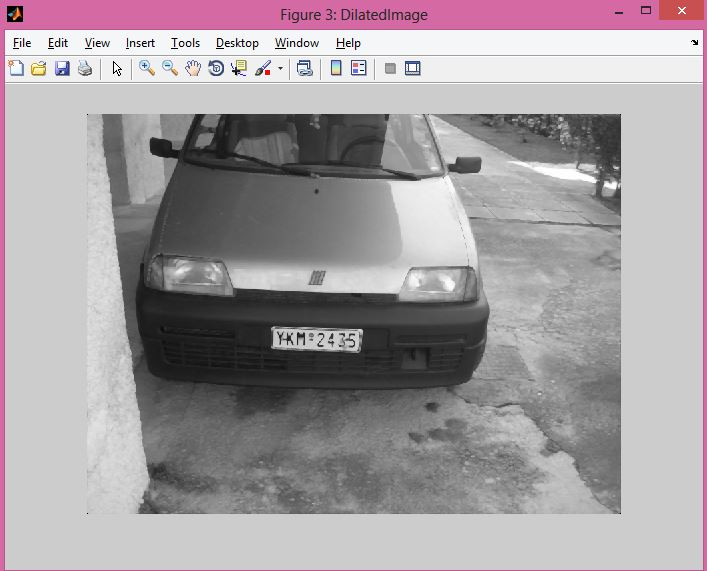 Figure 3: DilatedImage
File Edit View Insert Tools Desktop Window Help
YKM 2435